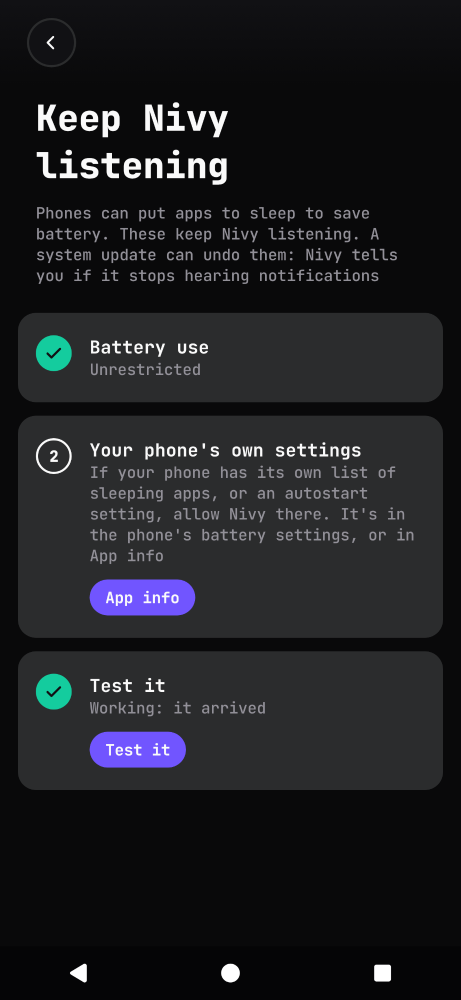 Keep Nivy
listening
Phones can put apps to sleep to save
battery. These keep Nivy listening. A
system update can undo them: Nivy tells
you if it stops hearing notifications
Battery use
Unrestricted
2
Your phone's own settings
If your phone has its own list of
sleeping apps, or an autostart
setting, allow Nivy there. It's in
the phone's battery settings, or in
App info
App info
Test it
Working: it arrived
Test it